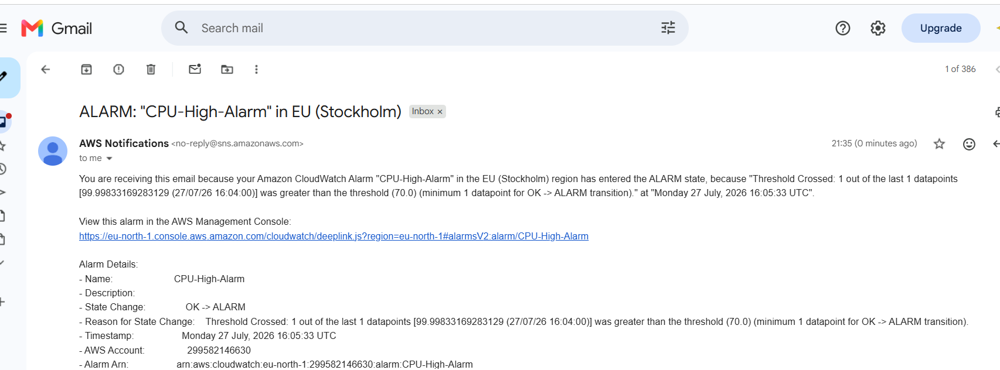 Gmail
Search mail
Upgrade
1 of 386
ALARM: "CPU-High-Alarm" in EU (Stockholm)
Inbox ×
AWS Notifications <no-reply@sns.amazonaws.com>
21:35 (0 minutes ago)
to me
You are receiving this email because your Amazon CloudWatch Alarm "CPU-High-Alarm" in the EU (Stockholm) region has entered the ALARM state, because "Threshold Crossed: 1 out of the last 1 datapoints
[99.99833169283129 (27/07/26 16:04:00)] was greater than the threshold (70.0) (minimum 1 datapoint for OK -> ALARM transition)." at "Monday 27 July, 2026 16:05:33 UTC".
View this alarm in the AWS Management Console:
https://eu-north-1.console.aws.amazon.com/cloudwatch/deeplink.js?region=eu-north-1#alarmsV2:alarm/CPU-High-Alarm
Alarm Details:
- Name: CPU-High-Alarm
- Description:
- State Change: OK -> ALARM
- Reason for State Change: Threshold Crossed: 1 out of the last 1 datapoints [99.99833169283129 (27/07/26 16:04:00)] was greater than the threshold (70.0) (minimum 1 datapoint for OK -> ALARM transition).
- Timestamp: Monday 27 July, 2026 16:05:33 UTC
- AWS Account: 299582146630
- Alarm Arn: arn:aws:cloudwatch:eu-north-1:299582146630:alarm:CPU-High-Alarm